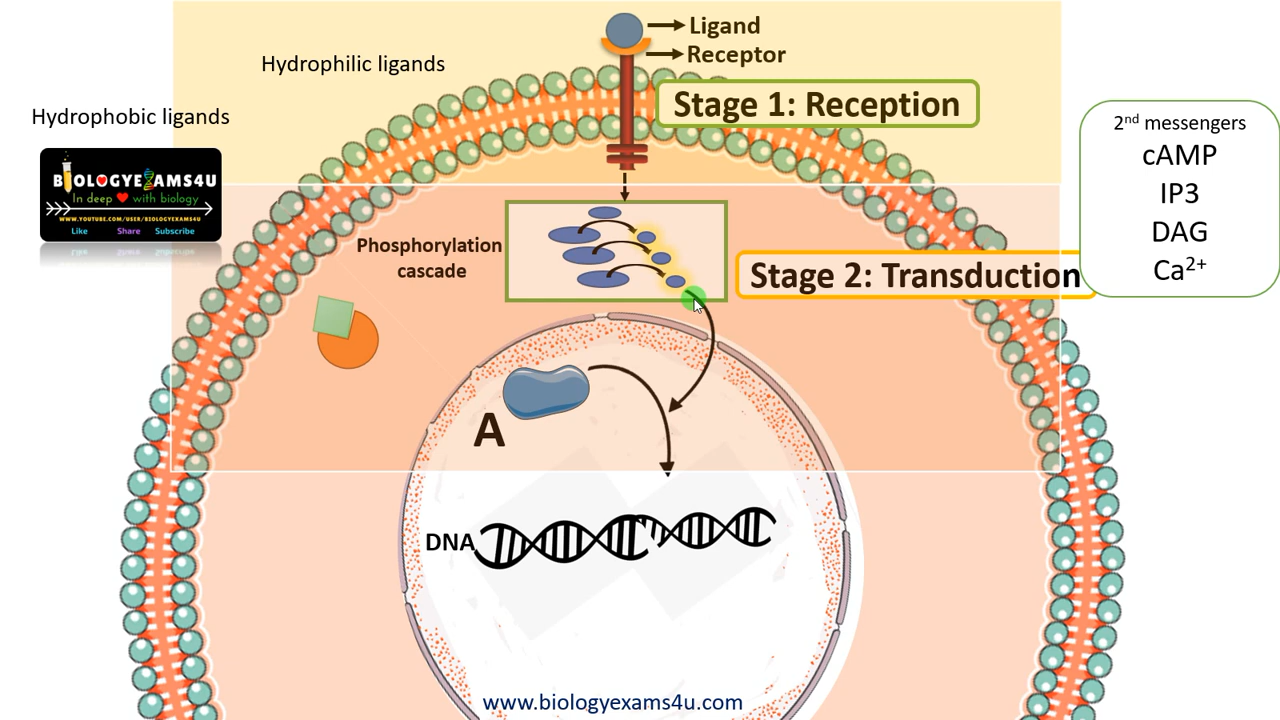 Ligand
Receptor
Hydrophilic ligands
Stage 1: Reception
Hydrophobic ligands
BIOLOGYEXAMS4U
In deep with biology
WWW.YOUTUBE.COM/USER/BIOLOGYEXAMS4U
Like Share Subscribe
2nd messengers
cAMP
IP3
DAG
Ca2+
Phosphorylation
cascade
Stage 2: Transduction
A
DNA
www.biologyexams4u.com